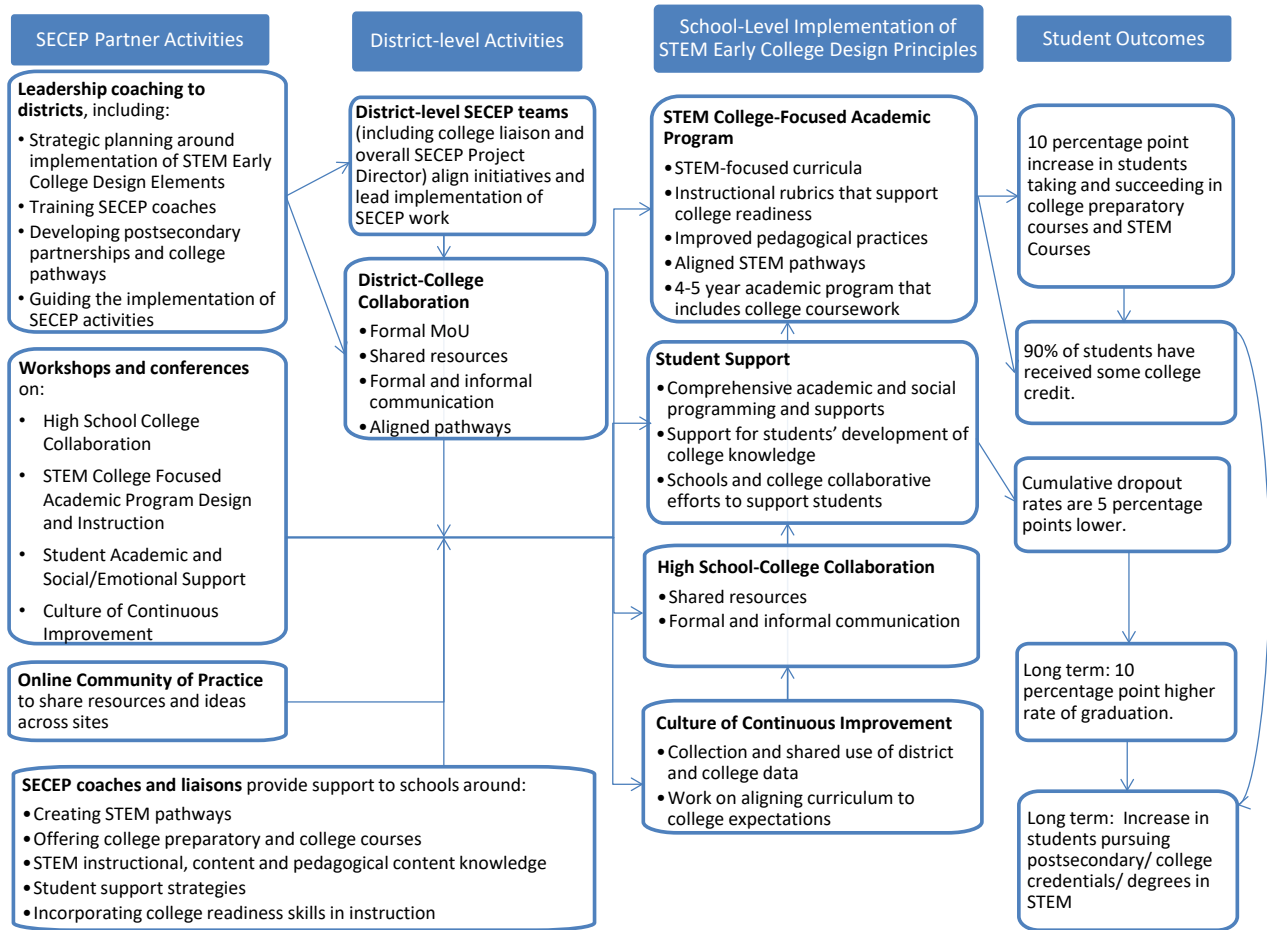 SECEP Partner Activities
District-level Activities
School-Level Implementation of
STEM Early College Design Principles
Student Outcomes
Leadership coaching to
districts, including:
• Strategic planning around
implementation of STEM Early
College Design Elements
• Training SECEP coaches
• Developing postsecondary
partnerships and college
pathways
• Guiding the implementation of
SECEP activities
Workshops and conferences
on:
• High School College
Collaboration
• STEM College Focused
Academic Program Design
and Instruction
• Student Academic and
Social/Emotional Support
• Culture of Continuous
Improvement
Online Community of Practice
to share resources and ideas
across sites
SECEP coaches and liaisons provide support to schools around:
•Creating STEM pathways
•Offering college preparatory and college courses
•STEM instructional, content and pedagogical content knowledge
•Student support strategies
•Incorporating college readiness skills in instruction
District-level SECEP teams
(including college liaison and
overall SECEP Project
Director) align initiatives and
lead implementation of
SECEP work
District-College
Collaboration
•Formal MoU
•Shared resources
•Formal and informal
communication
•Aligned pathways
STEM College-Focused Academic
Program
•STEM-focused curricula
•Instructional rubrics that support
college readiness
•Improved pedagogical practices
•Aligned STEM pathways
•4-5 year academic program that
includes college coursework
Student Support
•Comprehensive academic and social
programming and supports
•Support for students’ development of
college knowledge
•Schools and college collaborative
efforts to support students
High School-College Collaboration
•Shared resources
•Formal and informal communication
Culture of Continuous Improvement
•Collection and shared use of district
and college data
•Work on aligning curriculum to
college expectations
10 percentage point
increase in students
taking and succeeding in
college preparatory
courses and STEM
Courses
90% of students have
received some college
credit.
Cumulative dropout
rates are 5 percentage
points lower.
Long term: 10
percentage point higher
rate of graduation.
Long term: Increase in
students pursuing
postsecondary/ college
credentials/ degrees in
STEM